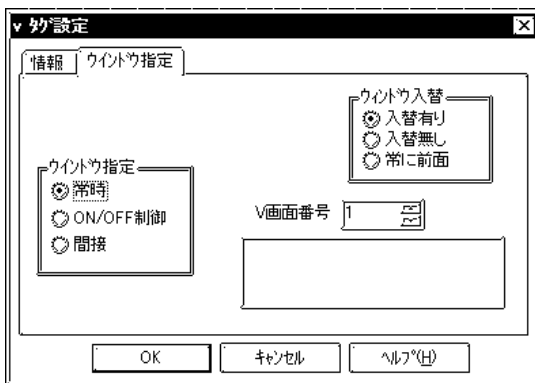 v ﾀｸﾞ設定
情報 ウインドウ指定
ウィンドウ入替
入替有り
入替無し
常に前面
ウインドウ指定
常時
ON/OFF制御
間接
V画面番号 1
OK キャンセル ﾍﾙﾌﾟ(H)